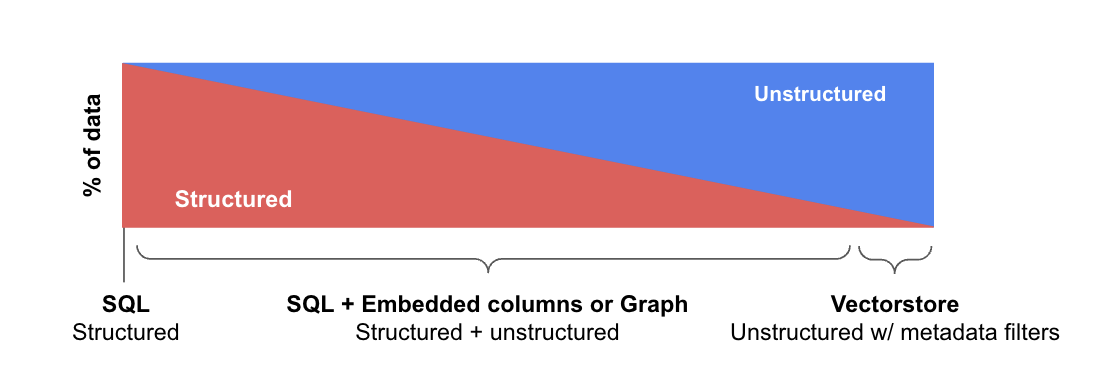 % of data
Unstructured
Structured
SQL
Structured
SQL + Embedded columns or Graph
Structured + unstructured
Vectorstore
Unstructured w/ metadata filters